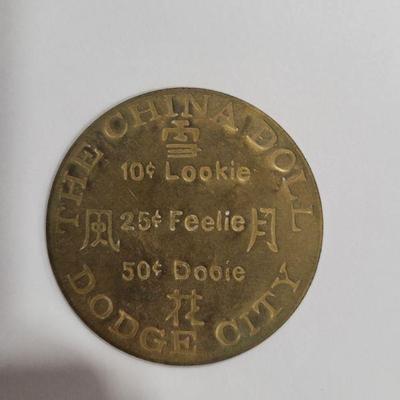 THE CHINA DOLL
雪
10¢ Lookie
風 25¢ Feelie 月
50¢ Dooie
花
DODGE CITY